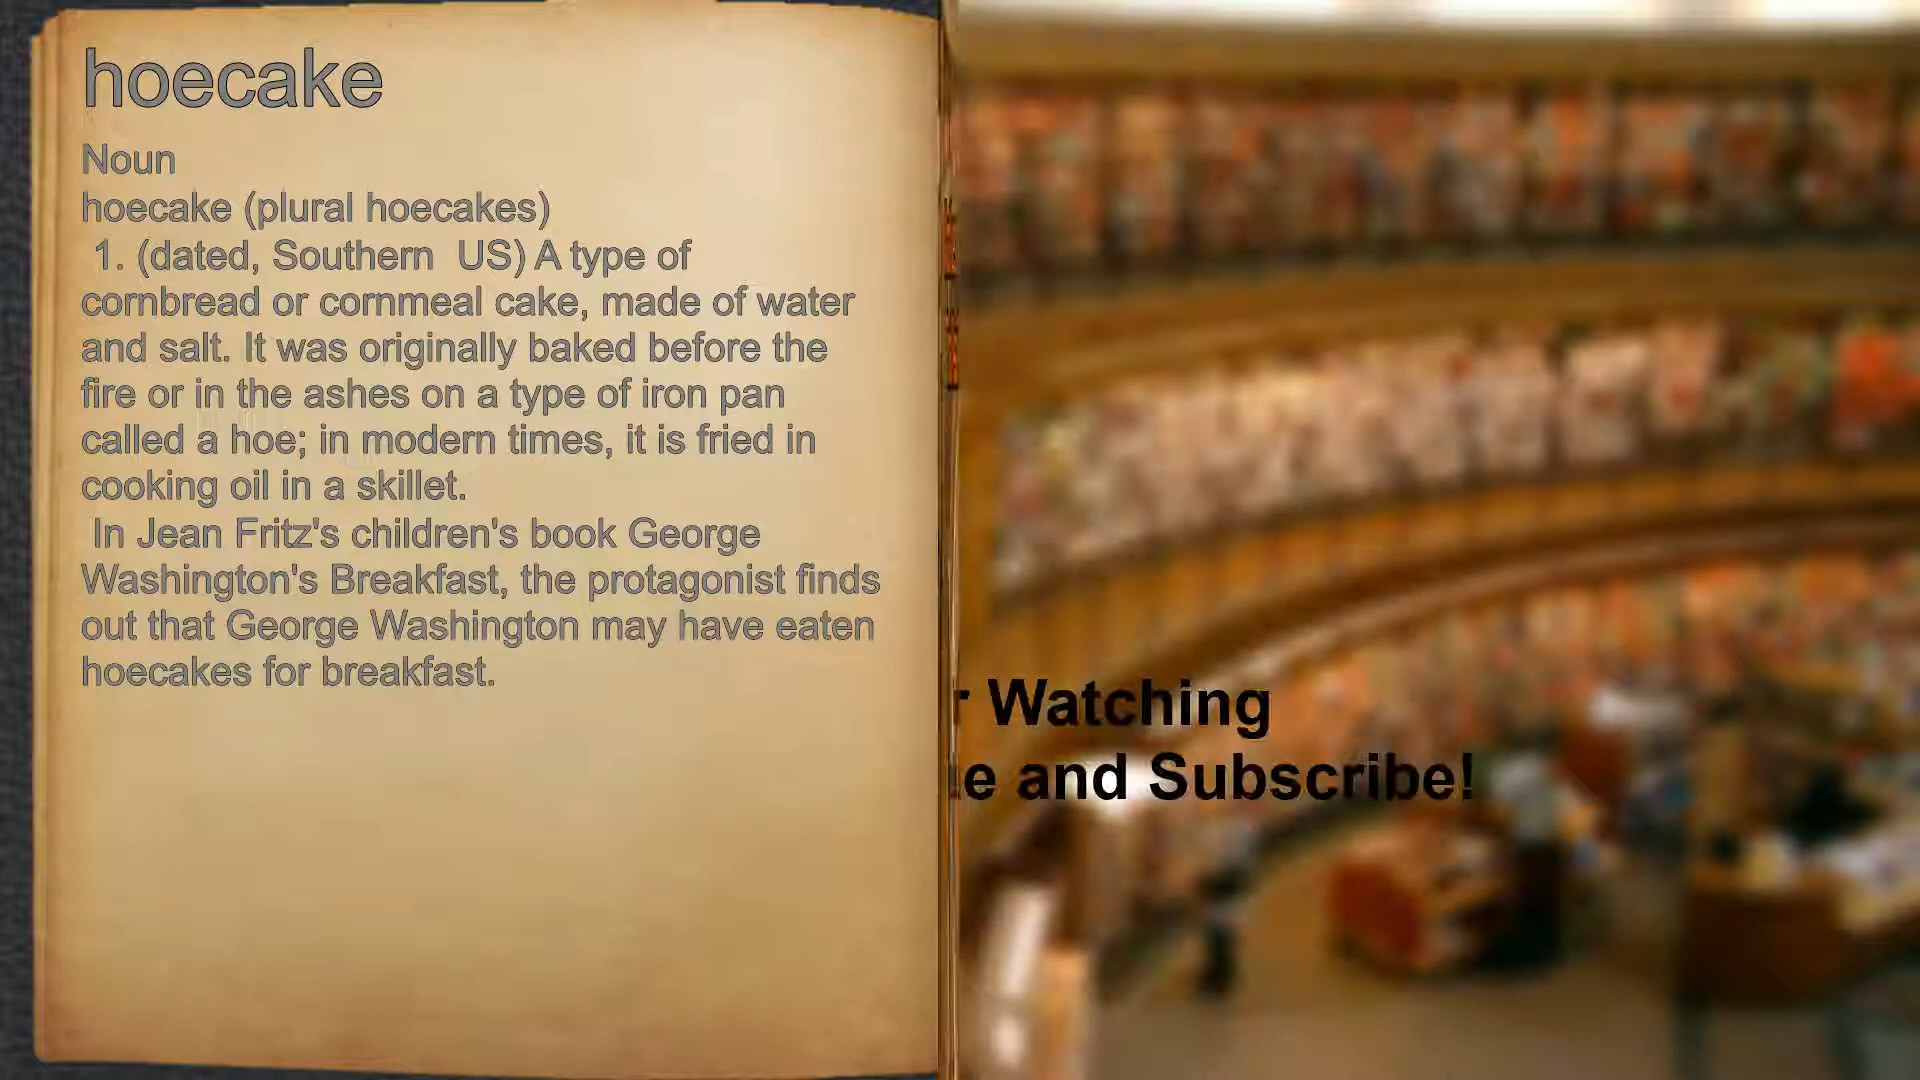 hoecake
Noun
hoecake (plural hoecakes)
1. (dated, Southern US) A type of
cornbread or cornmeal cake, made of water
and salt. It was originally baked before the
fire or in the ashes on a type of iron pan
called a hoe; in modern times, it is fried in
cooking oil in a skillet.
In Jean Fritz's children's book George
Washington's Breakfast, the protagonist finds
out that George Washington may have eaten
hoecakes for breakfast.
Watching
and Subscribe!